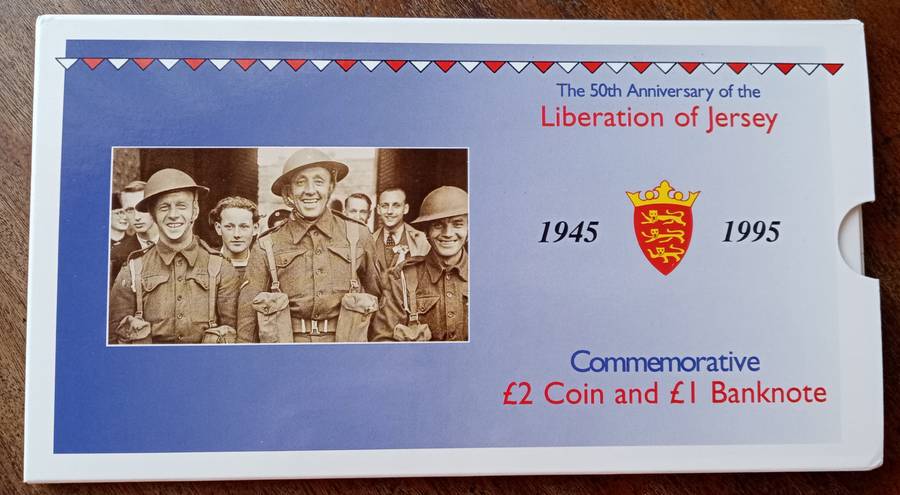 The 50th Anniversary of the
Liberation of Jersey
1945 1995
Commemorative
£2 Coin and £1 Banknote